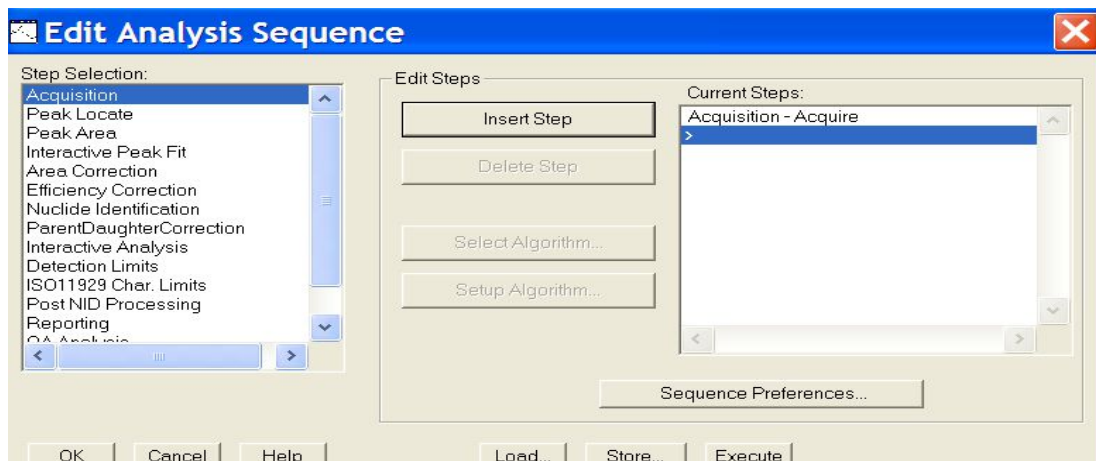 Edit Analysis Sequence
Step Selection:
Acquisition
Peak Locate
Peak Area
Interactive Peak Fit
Area Correction
Efficiency Correction
Nuclide Identification
ParentDaughterCorrection
Interactive Analysis
Detection Limits
ISO11929 Char. Limits
Post NID Processing
Reporting
QA Analysis
Edit Steps
Insert Step
Delete Step
Select Algorithm...
Setup Algorithm...
Current Steps:
Acquisition - Acquire
>
Sequence Preferences...
OK Cancel Help Load... Store... Execute